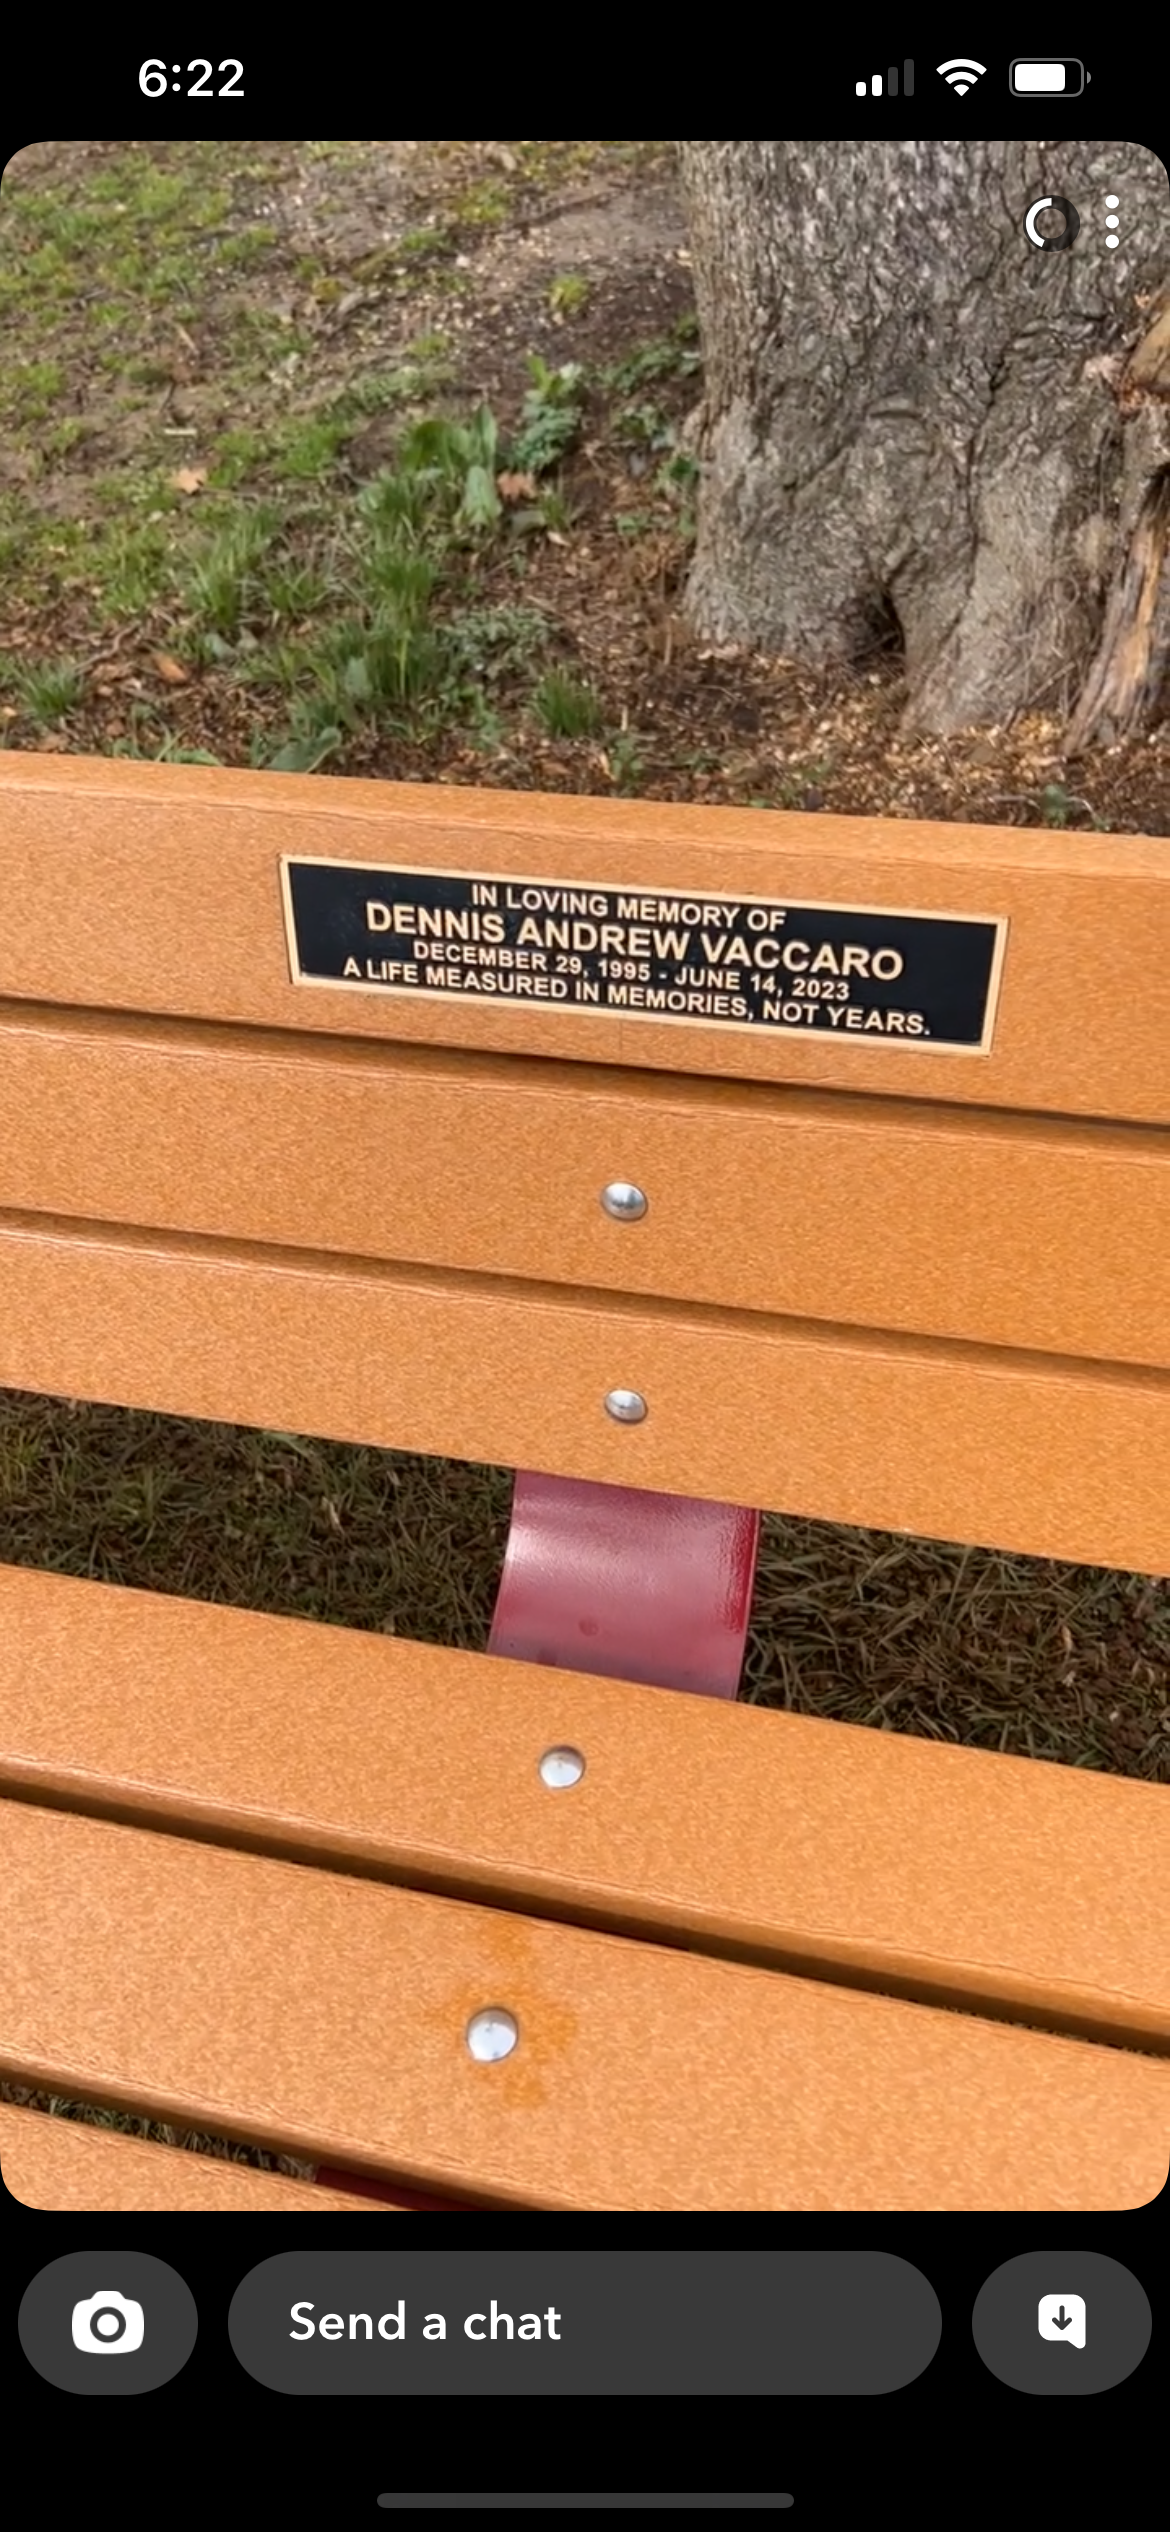 6:22
IN LOVING MEMORY OF
DENNIS ANDREW VACCARO
DECEMBER 29, 1995 - JUNE 14, 2023
A LIFE MEASURED IN MEMORIES, NOT YEARS.
Send a chat